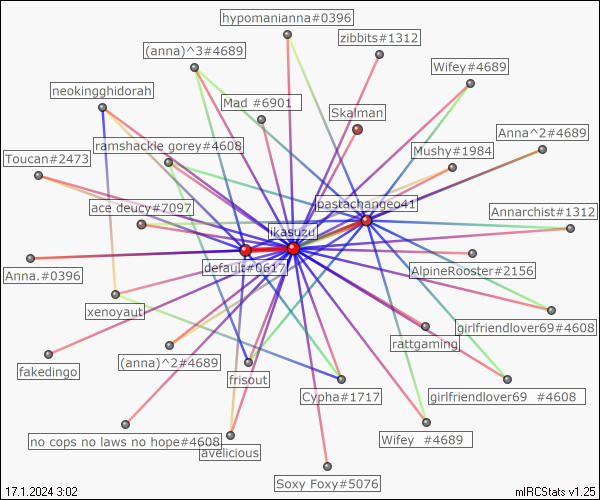 hypomanianna#0396
zibbits#1312
(anna)^3#4689
Wifey#4689
neokingghidorah
Mad #6901
Skalman
Anna^2#4689
ramshackle gorey#4608
Mushy#1984
Toucan#2473
pastachangeo41
ace deucy#7097
Annarchist#1312
ikasuzu
default#0617
Anna.#0396
AlpineRooster#2156
xenoyaut
girlfriendlover69#4608
rattgaming
(anna)^2#4689
fakedingo
frisout
Cypha#1717
girlfriendlover69  #4608
no cops no laws no hope#4608
Wifey  #4689
avelicious
Soxy Foxy#5076
17.1.2024 3:02
mIRCStats v1.25